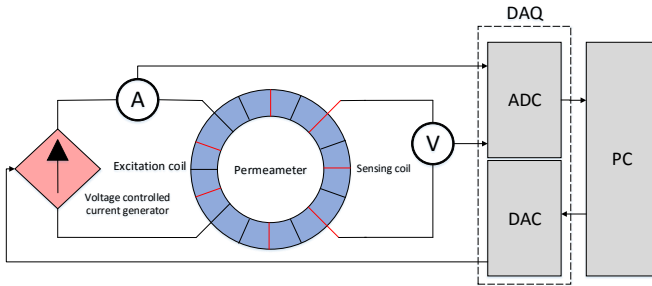 DAQ
A
ADC
V
Excitation coil
Permeameter
Sensing coil
PC
Voltage controlled
current generator
DAC